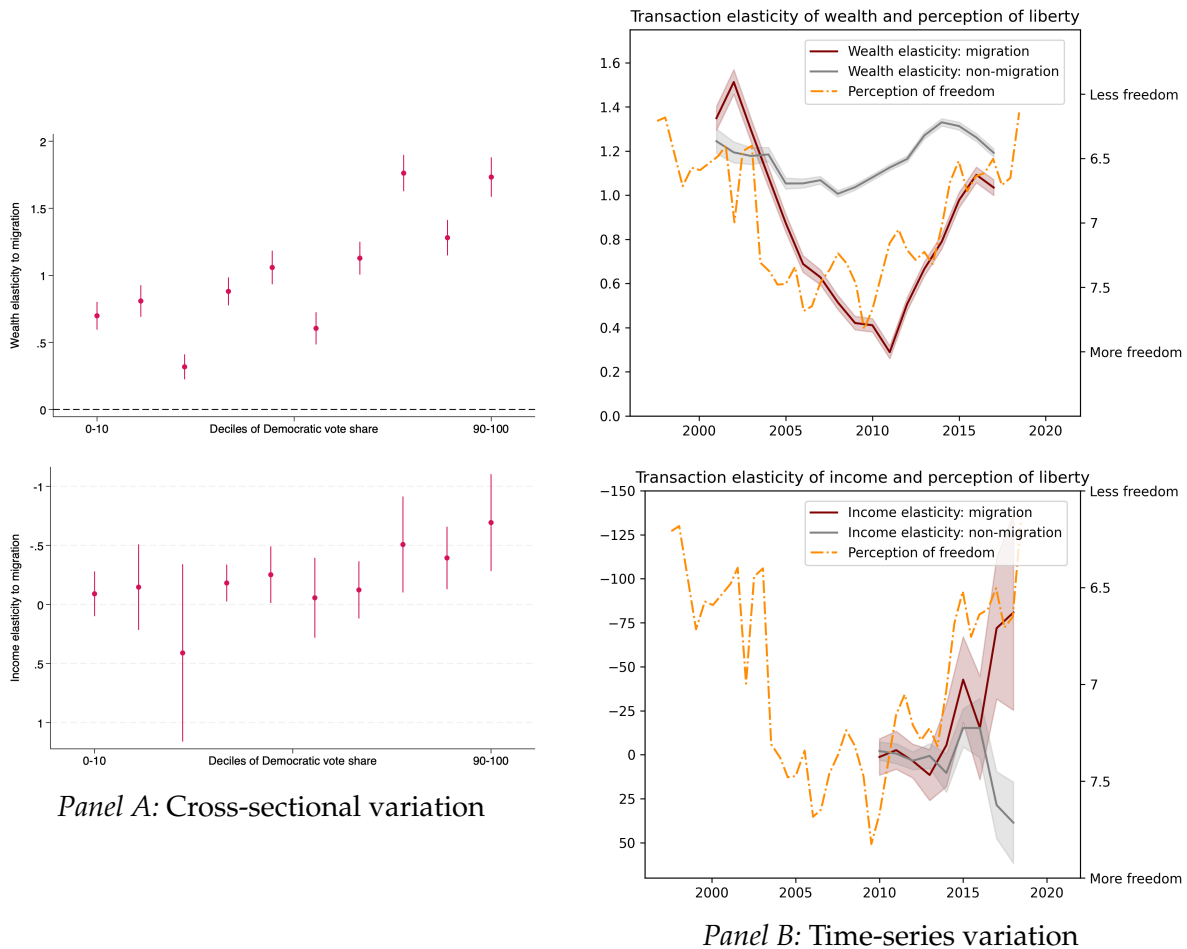 2
1.5
1
.5
0
Wealth elasticity to migration
0-10
Deciles of Democratic vote share
90-100
-1
-.5
0
.5
1
Income elasticity to migration
0-10
Deciles of Democratic vote share
90-100
Panel A: Cross-sectional variation
Transaction elasticity of wealth and perception of liberty
Wealth elasticity: migration
Wealth elasticity: non-migration
Perception of freedom
1.6
1.4
1.2
1.0
0.8
0.6
0.4
0.2
0.0
Less freedom
6.5
7
7.5
More freedom
2000
2005
2010
2015
2020
Transaction elasticity of income and perception of liberty
Income elasticity: migration
Income elasticity: non-migration
Perception of freedom
−150
−125
−100
−75
−50
−25
0
25
50
Less freedom
6.5
7
7.5
More freedom
2000
2005
2010
2015
2020
Panel B: Time-series variation